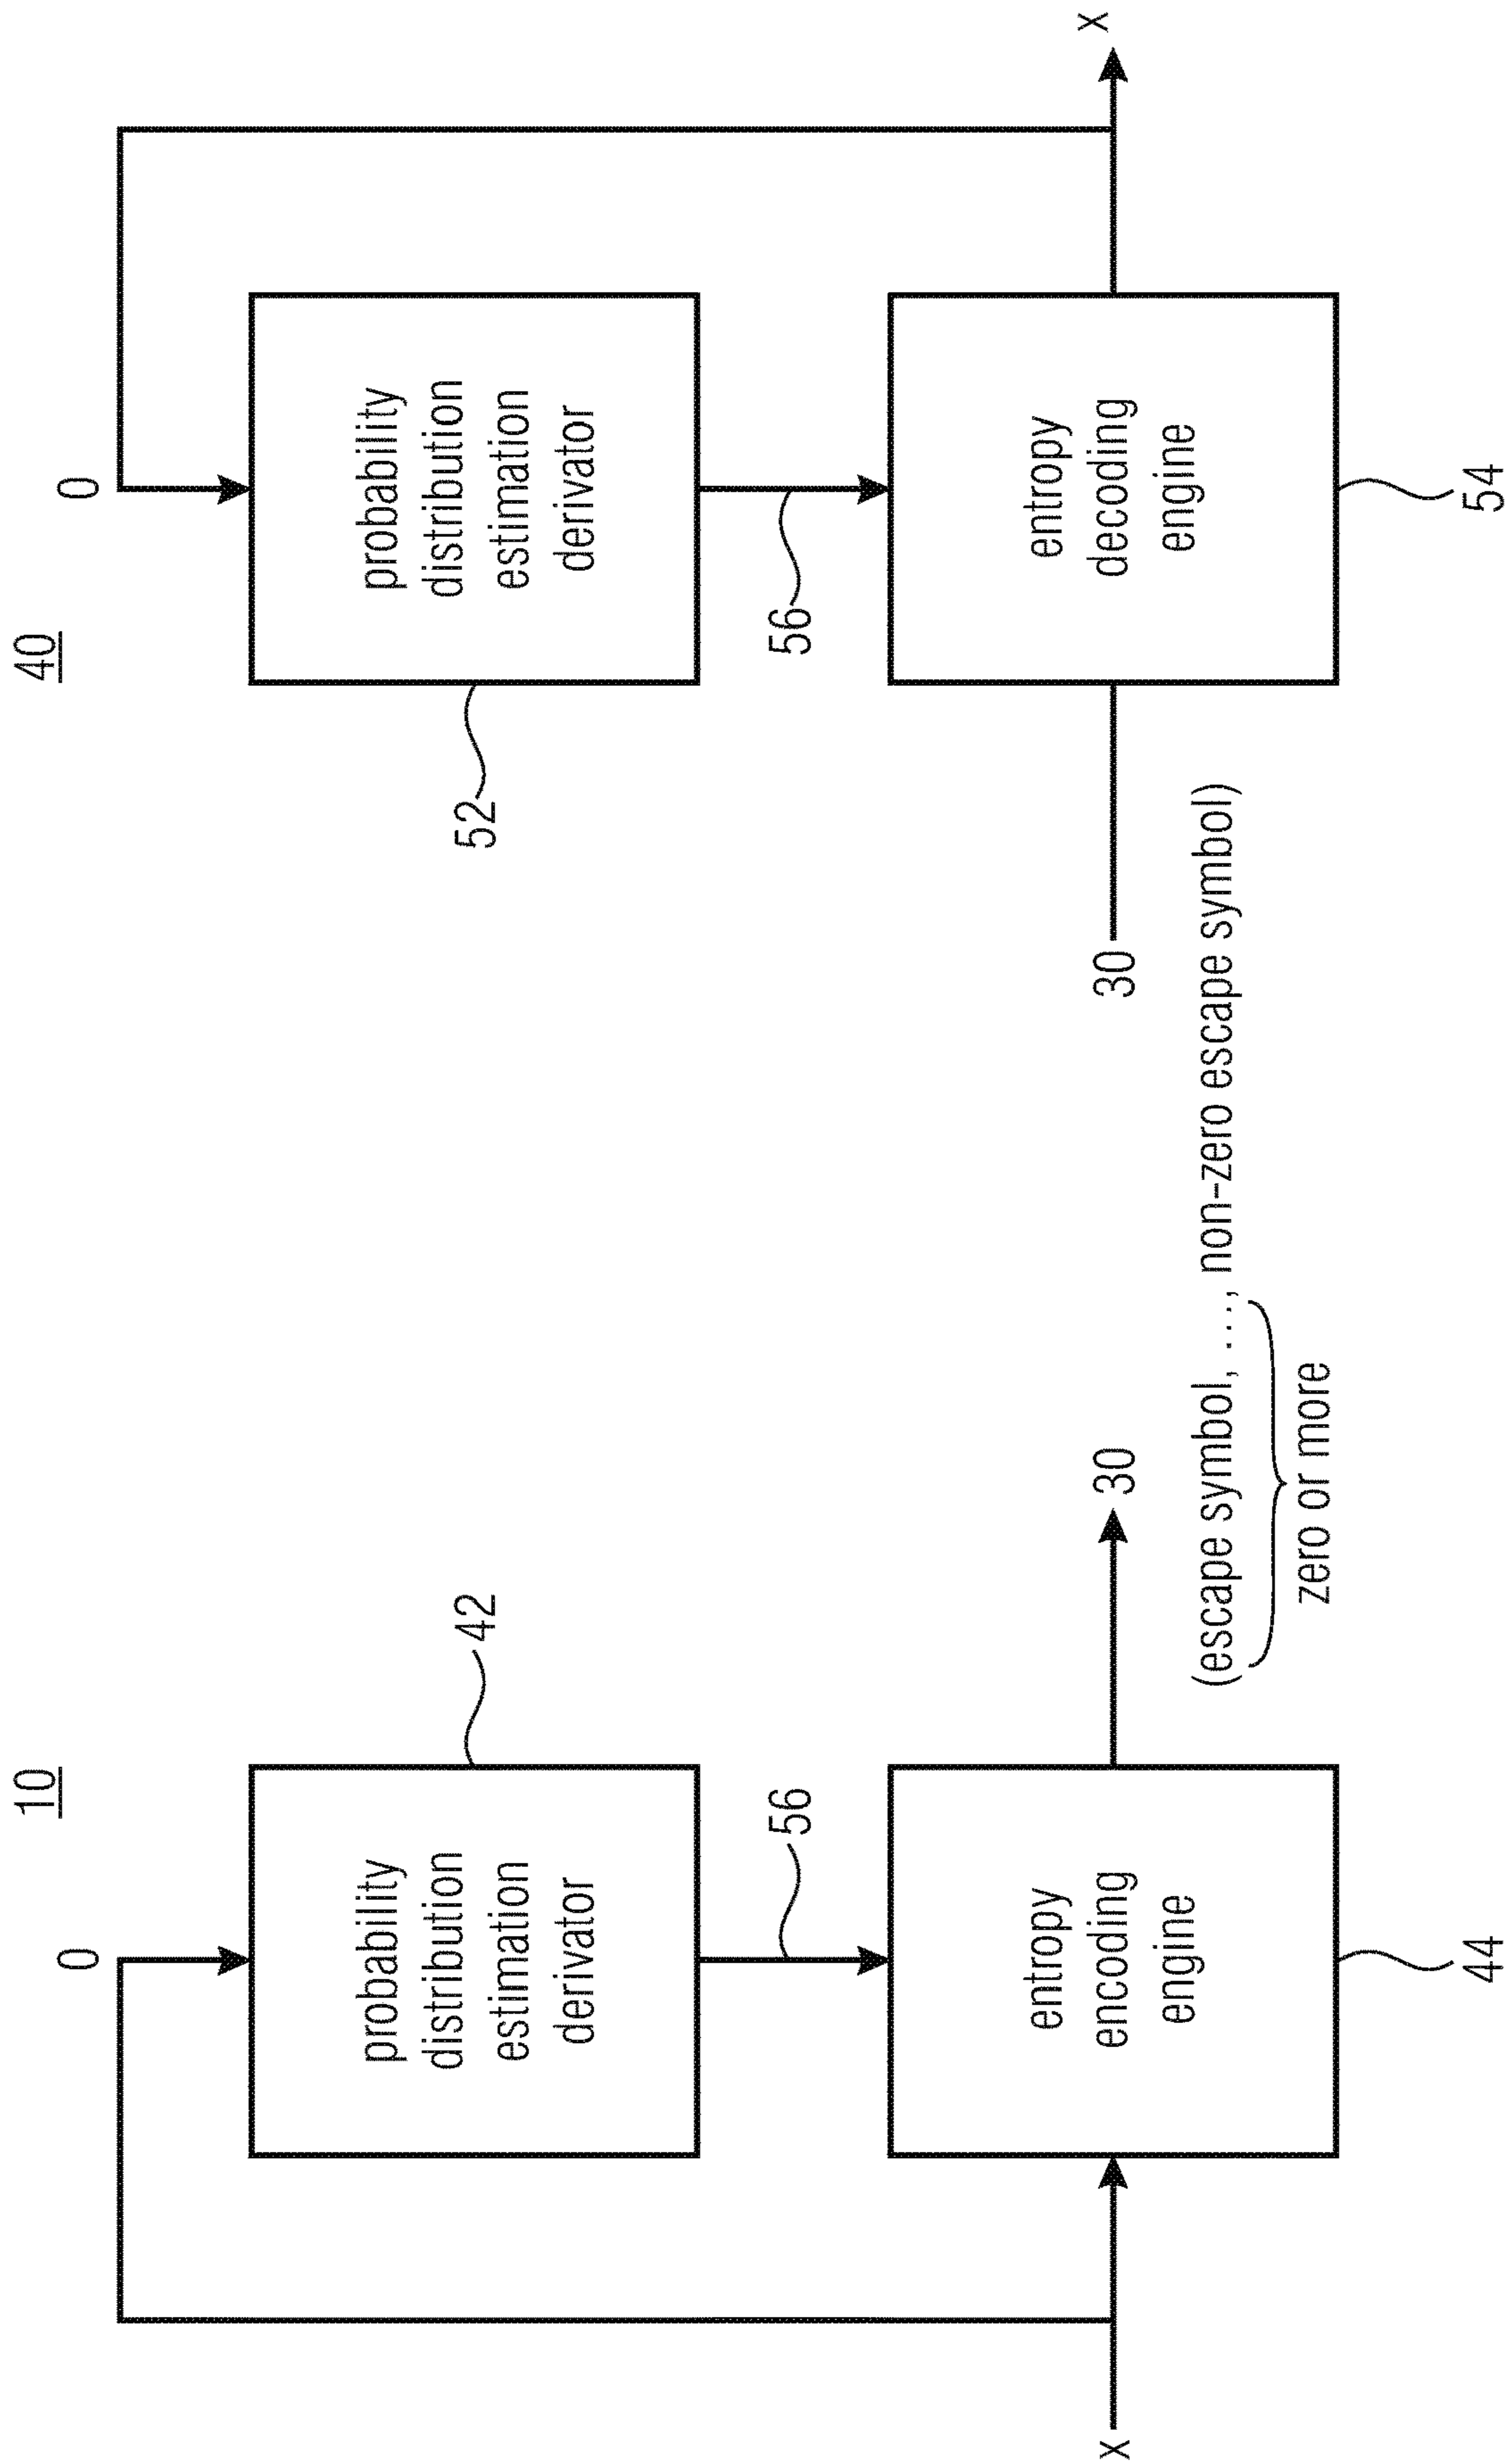 10
0
probability
distribution
estimation
derivator
42
56
entropy
encoding
engine
44
x
30
(escape symbol, ...., non-zero escape symbol)
zero or more
40
0
probability
distribution
estimation
derivator
52
56
entropy
decoding
engine
54
30
x